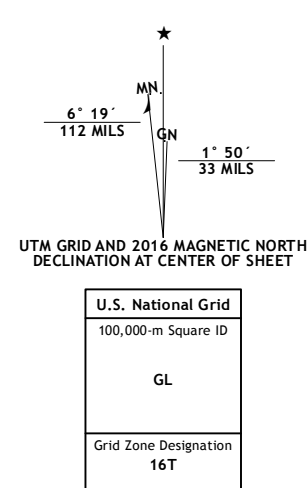 ★
MN.
6° 19´
112 MILS
GN
1° 50´
33 MILS
UTM GRID AND 2016 MAGNETIC NORTH
DECLINATION AT CENTER OF SHEET
U.S. National Grid
100,000-m Square ID
GL
Grid Zone Designation
16T